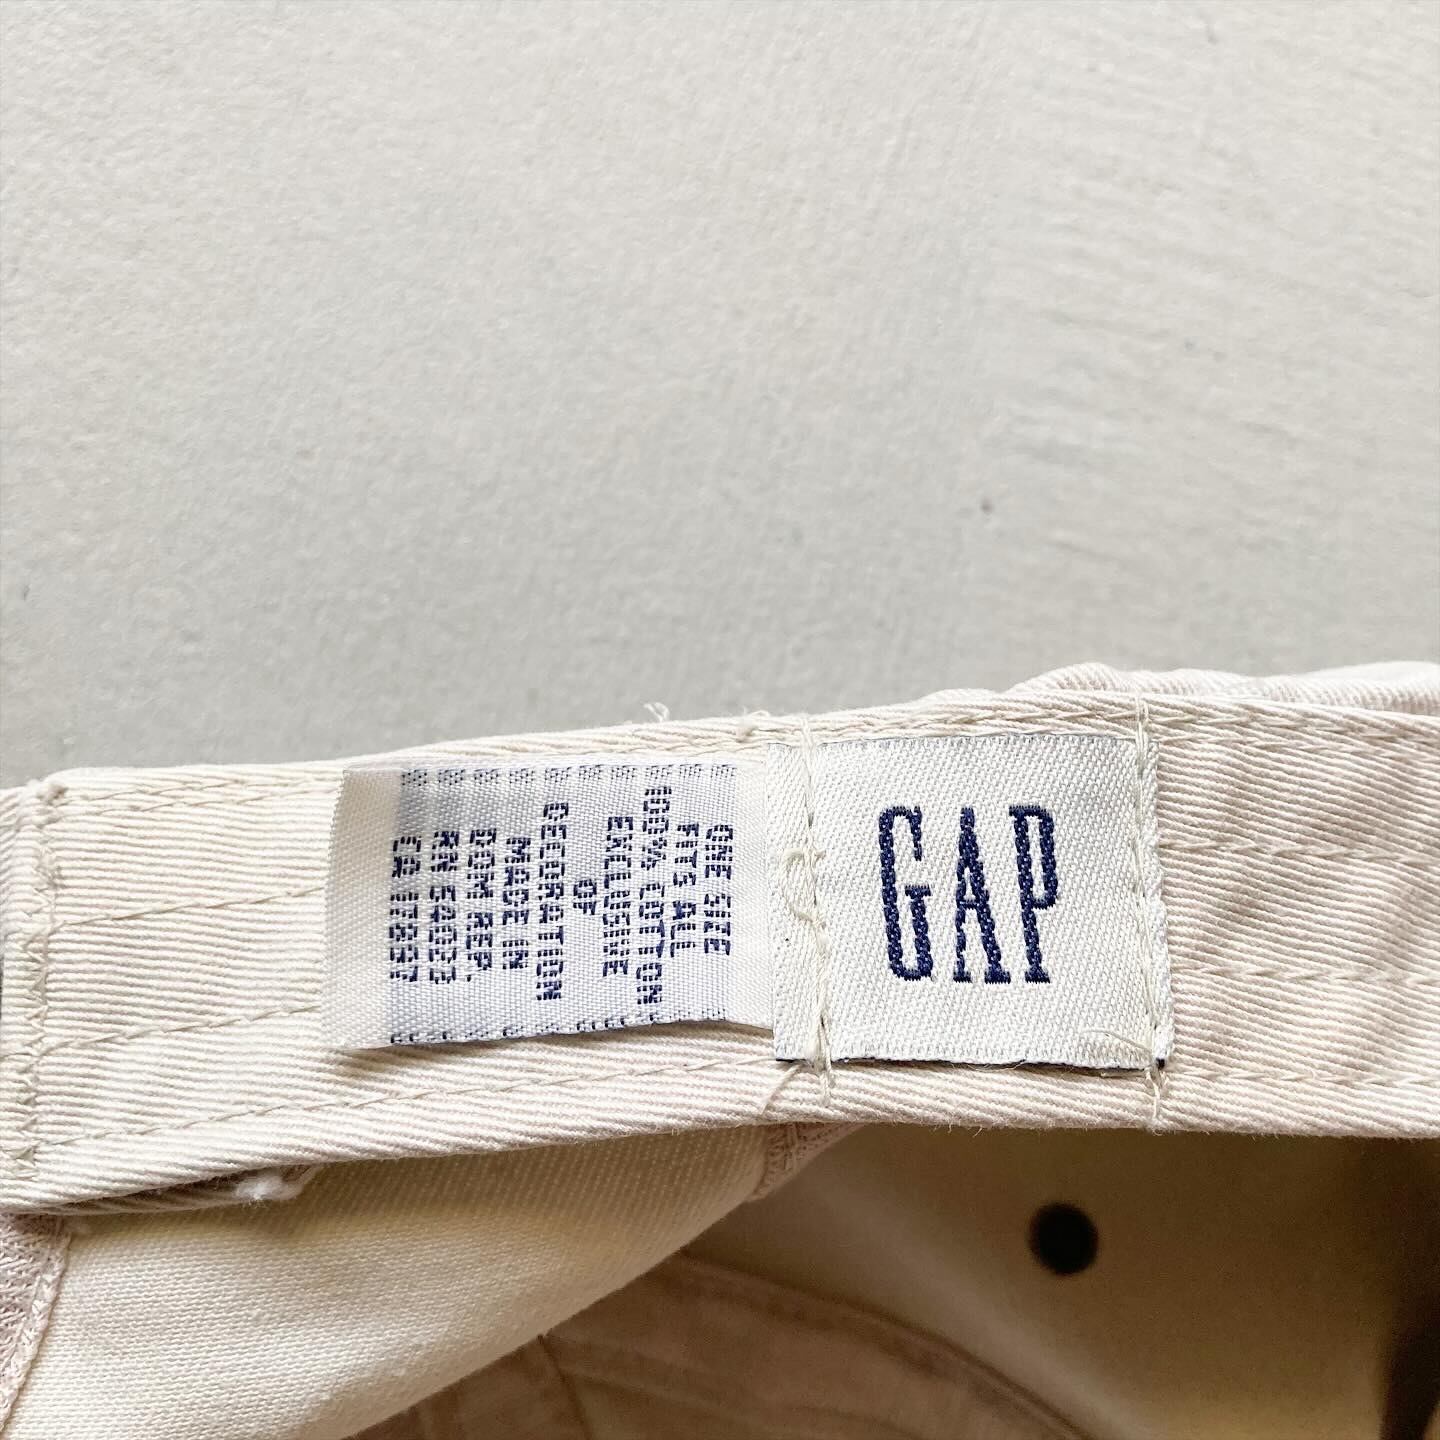 GAP
ONE SIZE
FITS ALL
100% COTTON
EXCLUSIVE
OF
DECORATION
MADE IN
DOM REP.
RN 54023
CA 17897